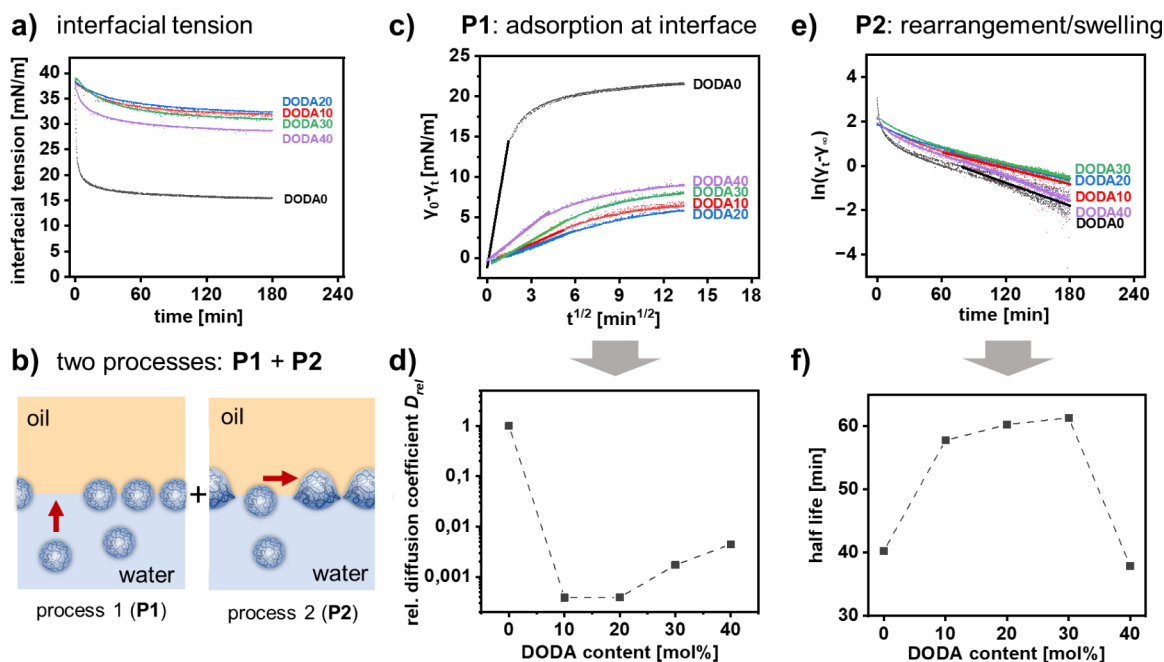 a) interfacial tension
interfacial tension [mN/m]
40
35
30
25
20
15
10
5
0
DODA20
DODA10
DODA30
DODA40
DODA0
0 60 120 180 240
time [min]
b) two processes: P1 + P2
oil
water
process 1 (P1)
+
oil
water
process 2 (P2)
c) P1: adsorption at interface
γ0-γt [mN/m]
25
20
15
10
5
0
DODA0
DODA40
DODA30
DODA10
DODA20
0 3 6 9 12 15 18
t1/2 [min1/2]
d)
rel. diffusion coefficient Drel
1
0,1
0,01
0,001
0 10 20 30 40
DODA content [mol%]
e) P2: rearrangement/swelling
ln(γt-γ∞)
4
2
0
−2
−4
DODA30
DODA20
DODA10
DODA40
DODA0
0 60 120 180 240
time [min]
f)
half life [min]
60
50
40
30
0 10 20 30 40
DODA content [mol%]